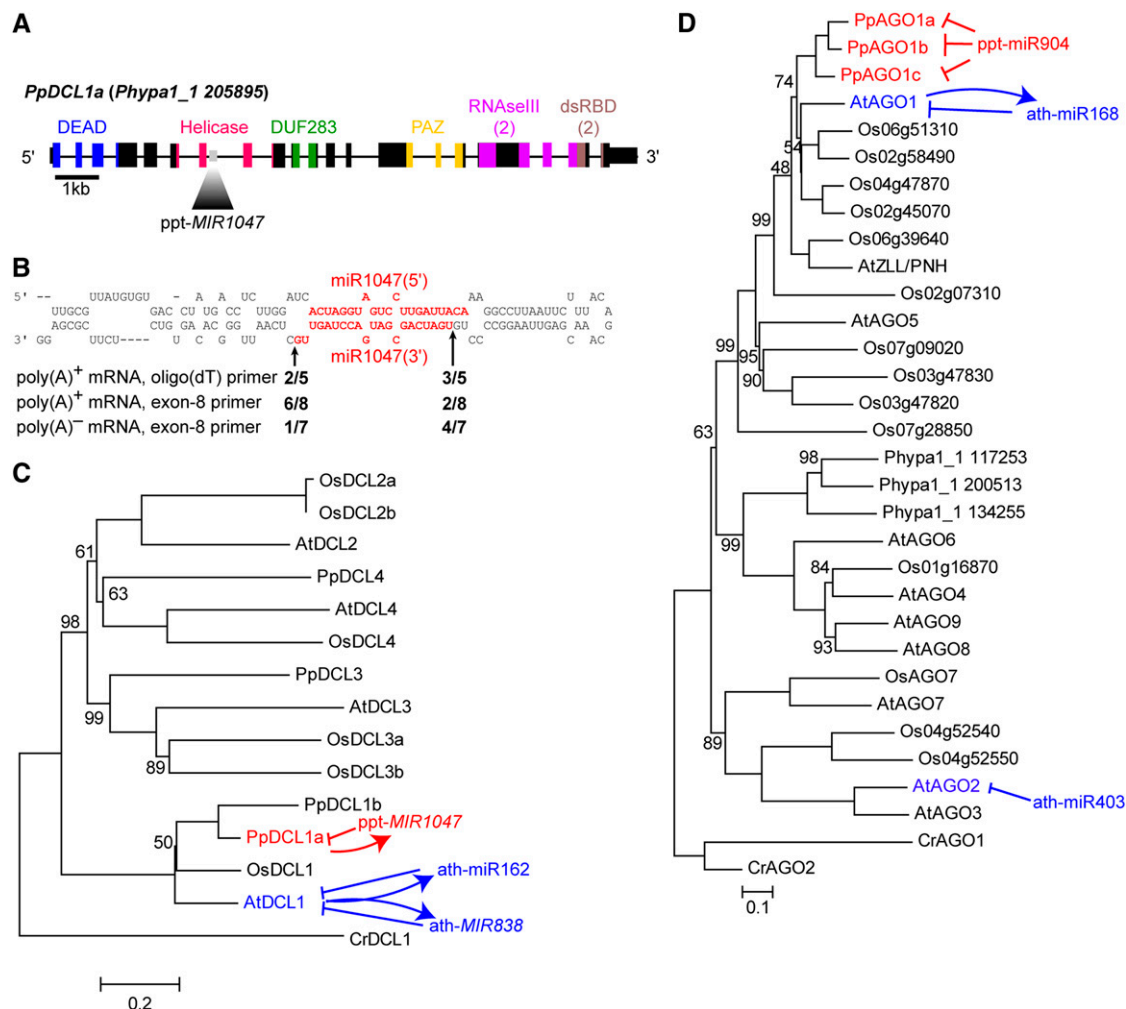 A
PpDCL1a (Phypa1_1 205895)
DEAD
Helicase
DUF283
PAZ
RNAseIII
(2)
dsRBD
(2)
5'
3'
1kb
ppt-MIR1047
B
miR1047(5')
5' -- UUAUGUGU - A A UC AUC A C AA U AC
UUGCG GA CCU UG CC UUGG ACUAGGU GUC UUGAUUACA GGCCUUAAUUC UU A
AGCGC CUG GA AC GG AACU UGAUCCA UAG GACUAGUGU CCGGAAUUGAG AA G
3' GG UUCU---- U C G UU CGU G C CC C AC
miR1047(3')
poly(A)+ mRNA, oligo(dT) primer 2/5 3/5
poly(A)+ mRNA, exon-8 primer 6/8 2/8
poly(A)− mRNA, exon-8 primer 1/7 4/7
C
OsDCL2a
OsDCL2b
AtDCL2
61
PpDCL4
63
AtDCL4
98
OsDCL4
PpDCL3
99
AtDCL3
OsDCL3a
89
OsDCL3b
PpDCL1b
PpDCL1a
ppt-MIR1047
50
OsDCL1
ath-miR162
AtDCL1
ath-MIR838
CrDCL1
0.2
D
PpAGO1a
PpAGO1b
ppt-miR904
PpAGO1c
74
AtAGO1
ath-miR168
Os06g51310
54
Os02g58490
48
Os04g47870
Os02g45070
99
Os06g39640
AtZLL/PNH
Os02g07310
AtAGO5
99
Os07g09020
95
90
Os03g47830
Os03g47820
63
Os07g28850
98
Phypa1_1 117253
Phypa1_1 200513
Phypa1_1 134255
99
AtAGO6
84
Os01g16870
AtAGO4
AtAGO9
93
AtAGO8
OsAGO7
AtAGO7
89
Os04g52540
Os04g52550
AtAGO2
ath-miR403
AtAGO3
CrAGO1
CrAGO2
0.1